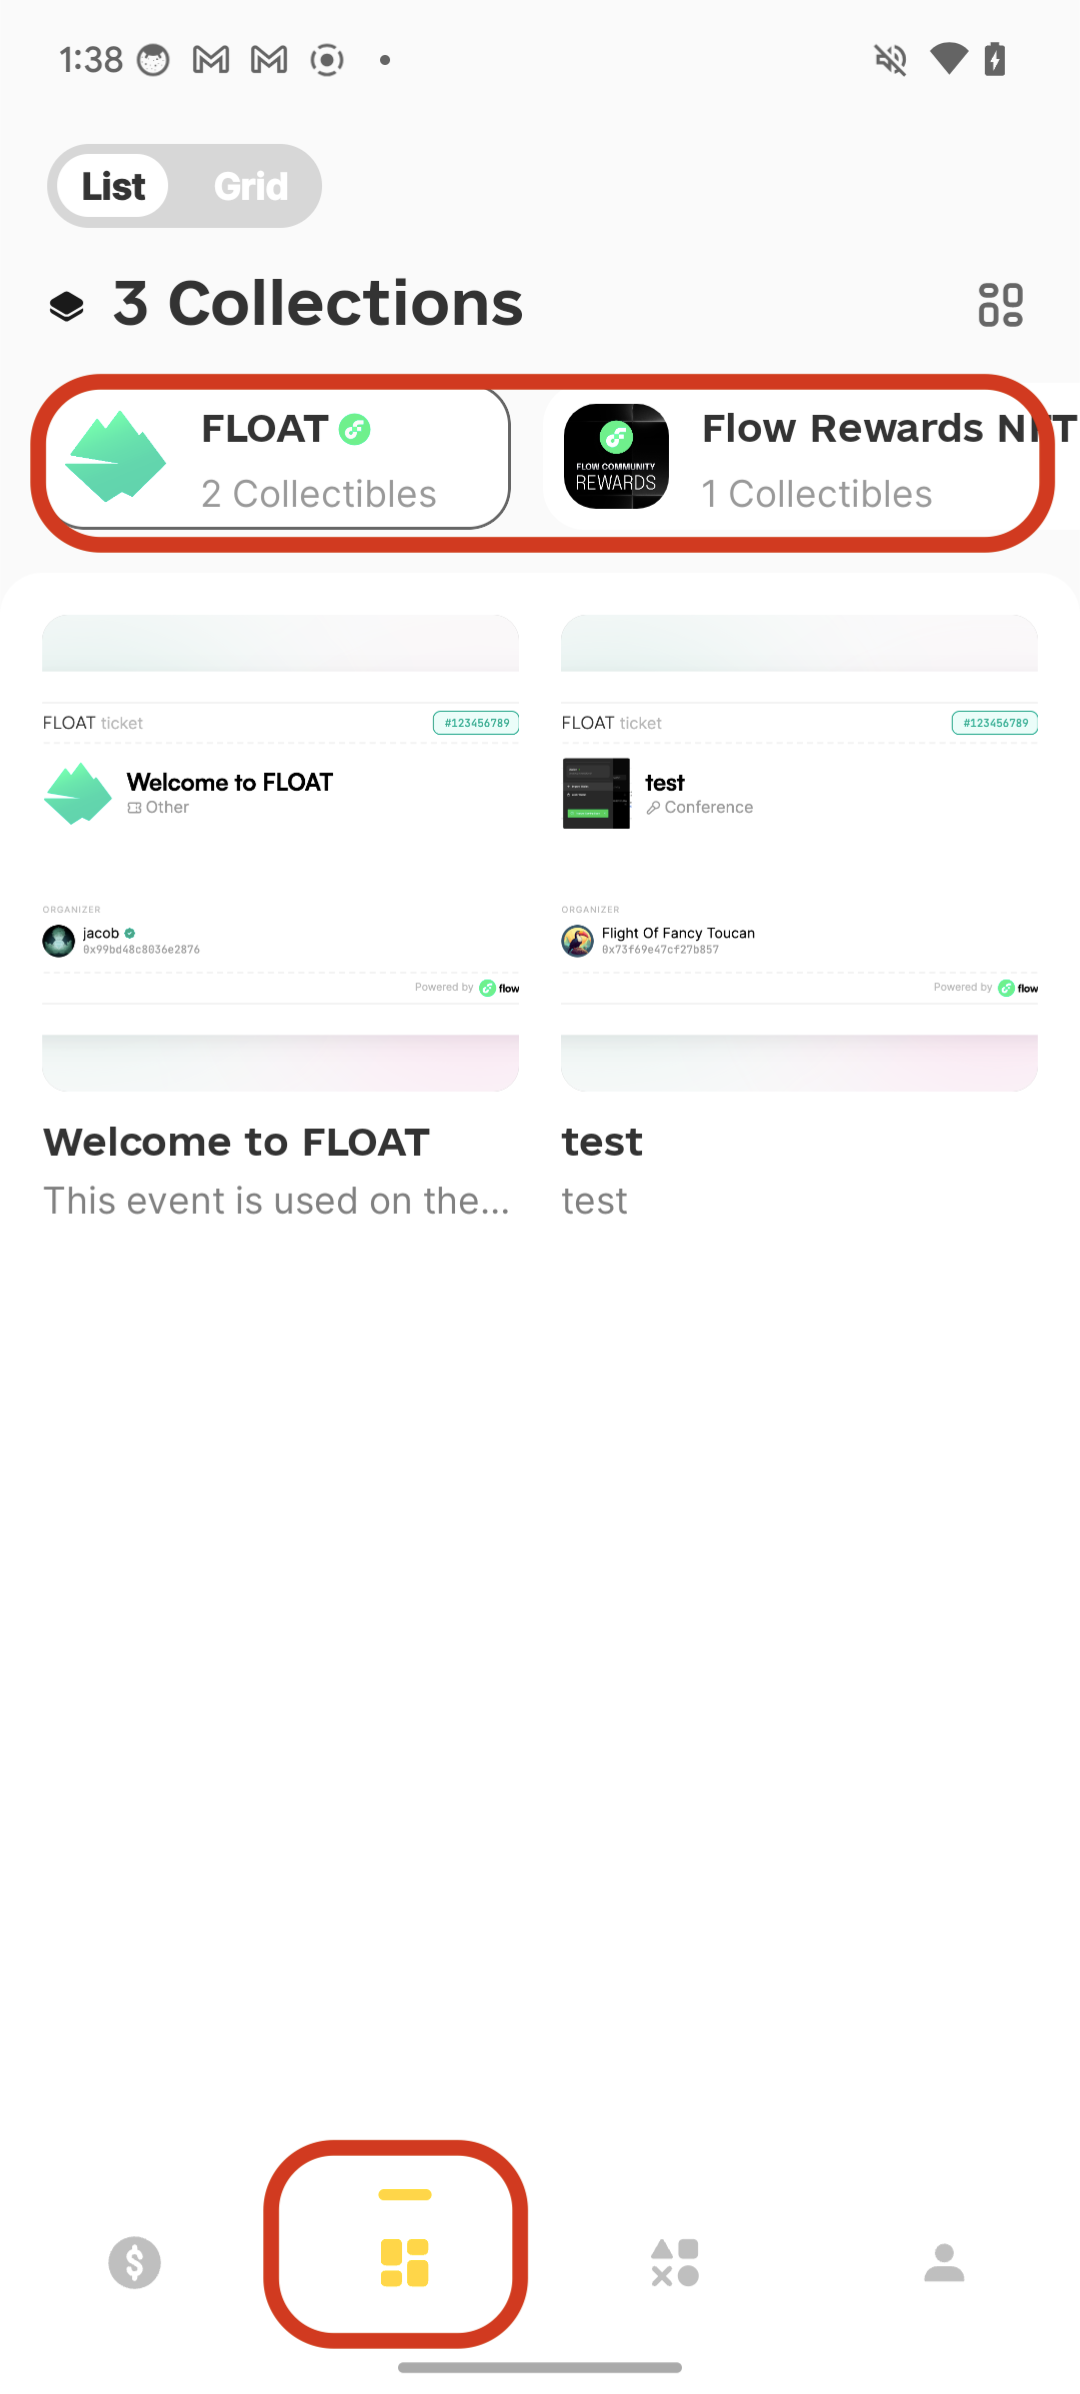 1:38
List Grid
3 Collections
FLOAT
2 Collectibles
FLOW COMMUNITY
REWARDS
Flow Rewards NFT
1 Collectibles
FLOAT ticket #123456789
Welcome to FLOAT
Other
ORGANIZER
jacob
0x99bd48c8036e2876
Powered by flow
Welcome to FLOAT
This event is used on the...
FLOAT ticket #123456789
test
Conference
ORGANIZER
Flight Of Fancy Toucan
0x73f69e47cf27b857
Powered by flow
test
test